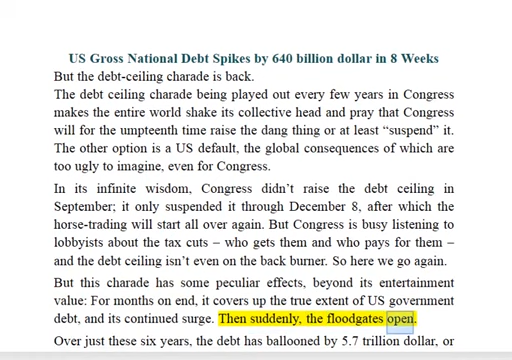 US Gross National Debt Spikes by 640 billion dollar in 8 Weeks
But the debt-ceiling charade is back.
The debt ceiling charade being played out every few years in Congress
makes the entire world shake its collective head and pray that Congress
will for the umpteenth time raise the dang thing or at least “suspend” it.
The other option is a US default, the global consequences of which are
too ugly to imagine, even for Congress.
In its infinite wisdom, Congress didn’t raise the debt ceiling in
September; it only suspended it through December 8, after which the
horse-trading will start all over again. But Congress is busy listening to
lobbyists about the tax cuts – who gets them and who pays for them –
and the debt ceiling isn’t even on the back burner. So here we go again.
But this charade has some peculiar effects, beyond its entertainment
value: For months on end, it covers up the true extent of US government
debt, and its continued surge. Then suddenly, the floodgates open.
Over just these six years, the debt has ballooned by 5.7 trillion dollar, or